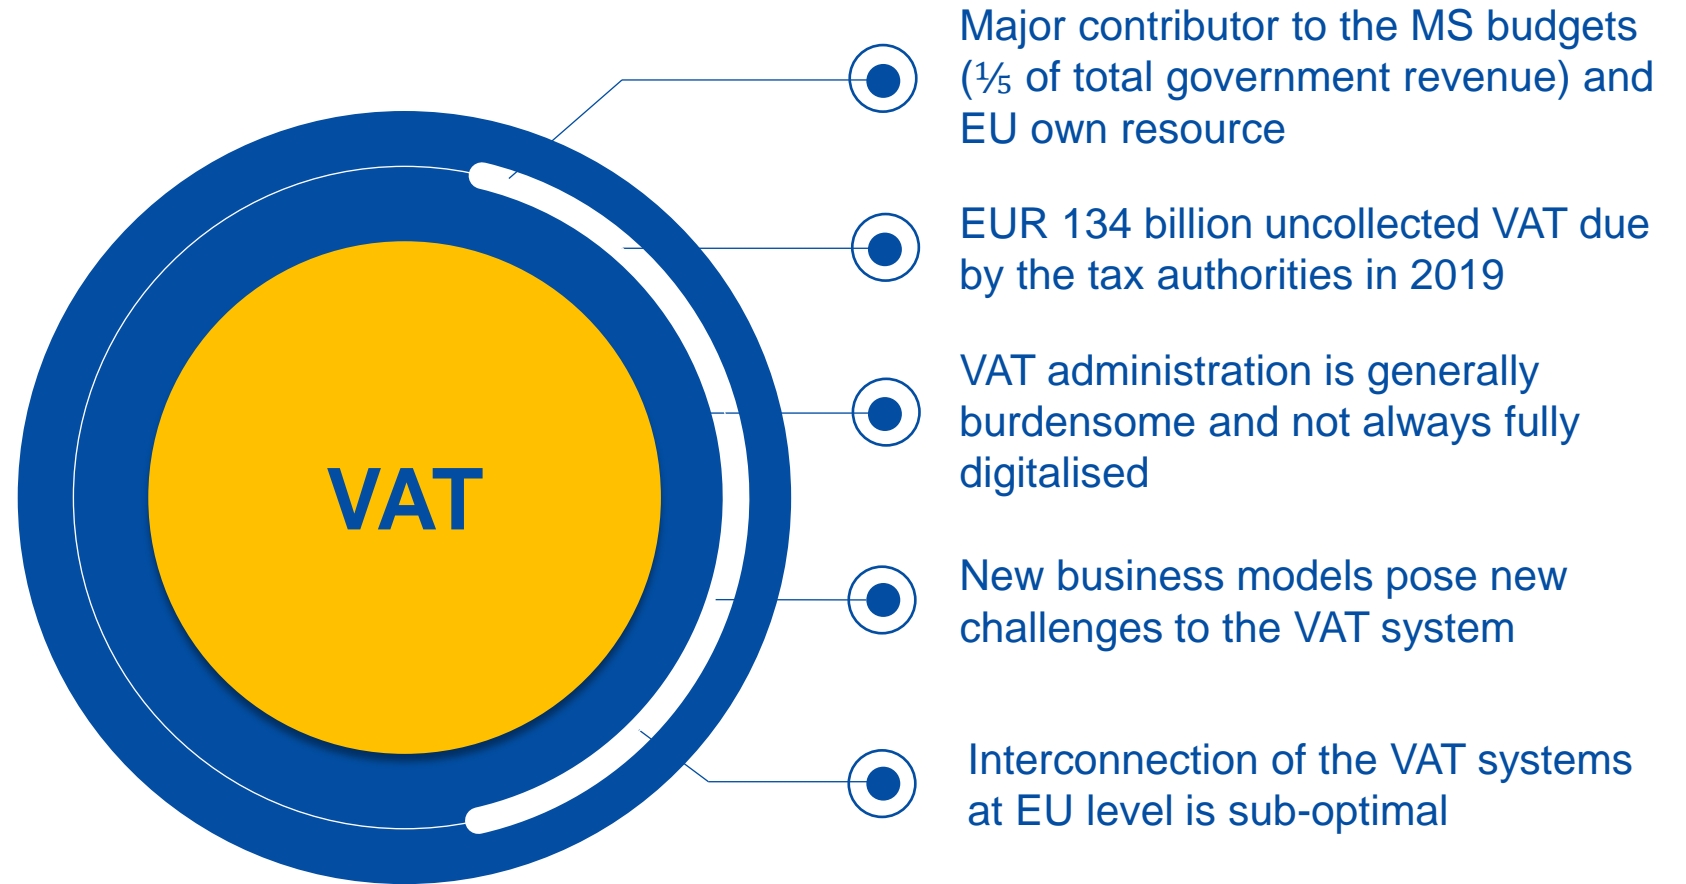 VAT
Major contributor to the MS budgets
(⅕ of total government revenue) and
EU own resource
EUR 134 billion uncollected VAT due
by the tax authorities in 2019
VAT administration is generally
burdensome and not always fully
digitalised
New business models pose new
challenges to the VAT system
Interconnection of the VAT systems
at EU level is sub-optimal